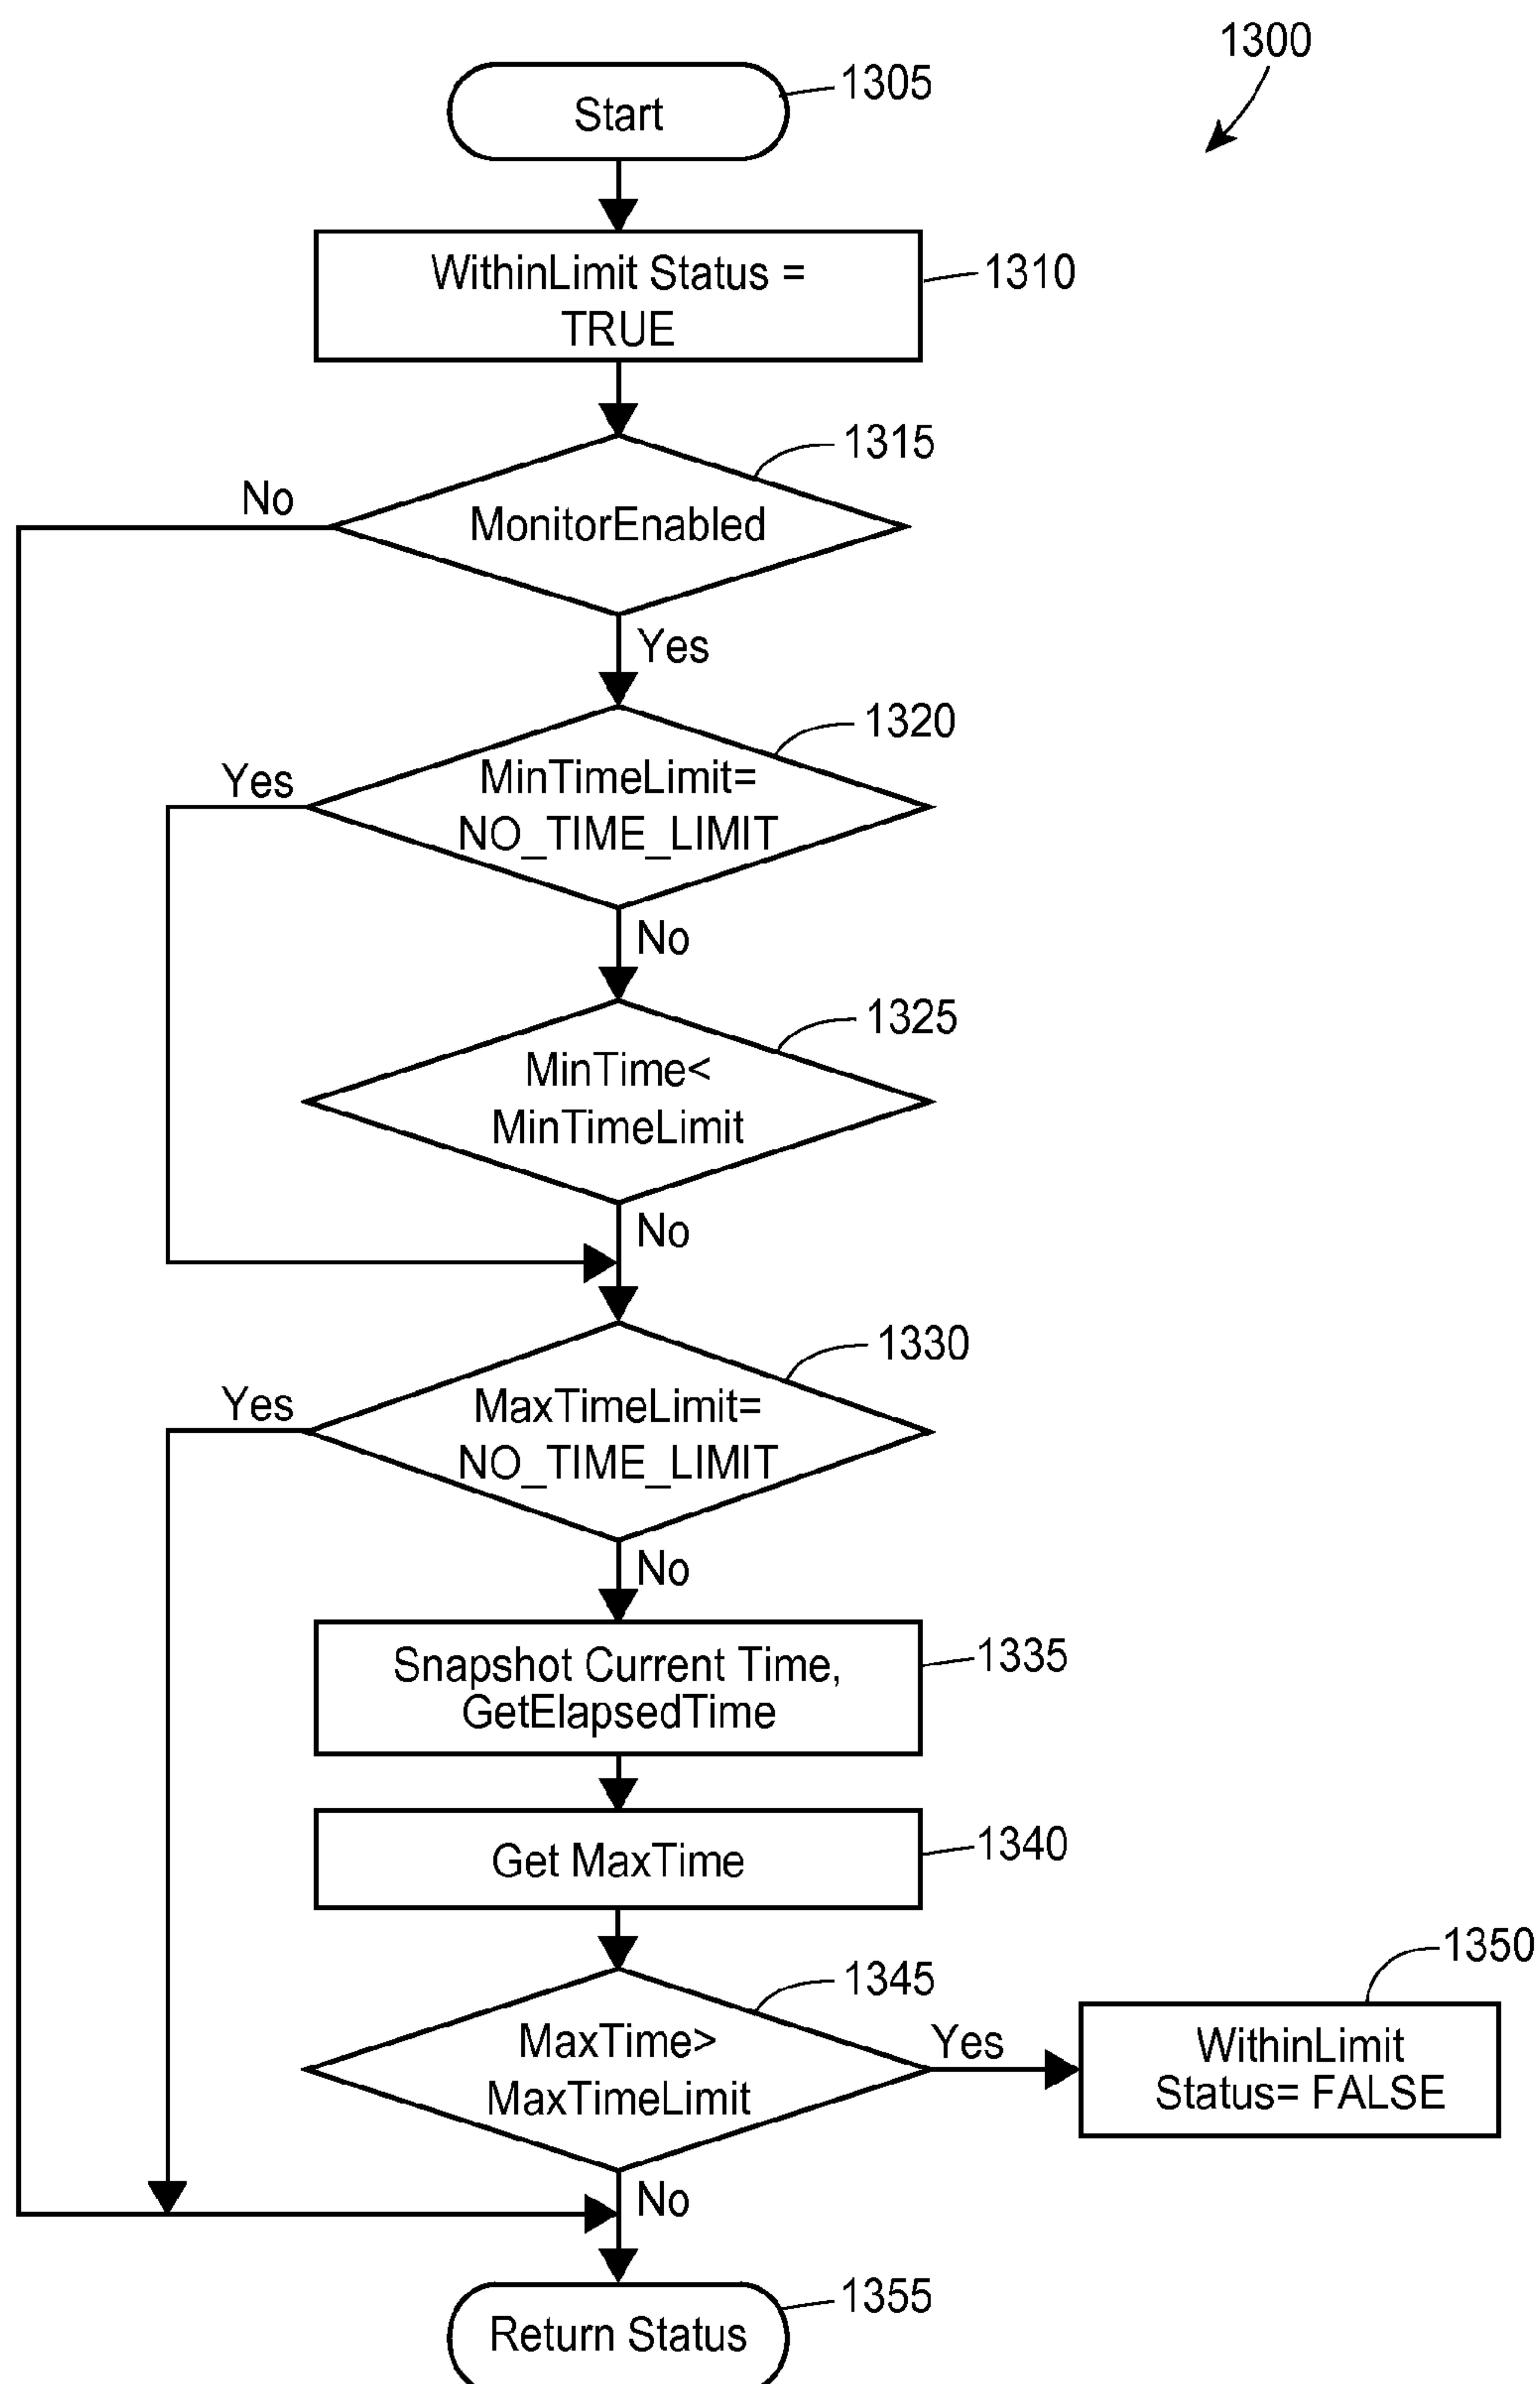 1300
1305
Start
WithinLimit Status =
TRUE
1310
1315
No
MonitorEnabled
Yes
1320
Yes
MinTimeLimit=
NO_TIME_LIMIT
No
1325
MinTime<
MinTimeLimit
No
1330
Yes
MaxTimeLimit=
NO_TIME_LIMIT
No
Snapshot Current Time,
GetElapsedTime
1335
Get MaxTime
1340
1345
MaxTime>
MaxTimeLimit
Yes
1350
WithinLimit
Status= FALSE
No
1355
Return Status